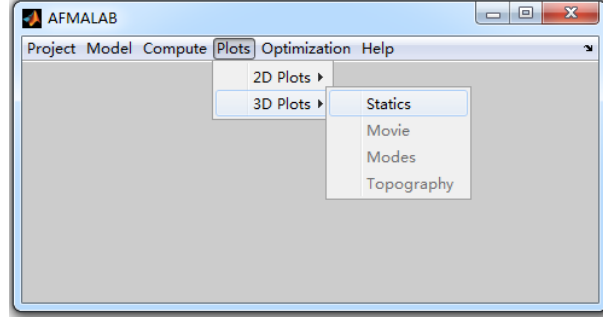 AFMALAB
Project Model Compute Plots Optimization Help
2D Plots
3D Plots
Statics
Movie
Modes
Topography